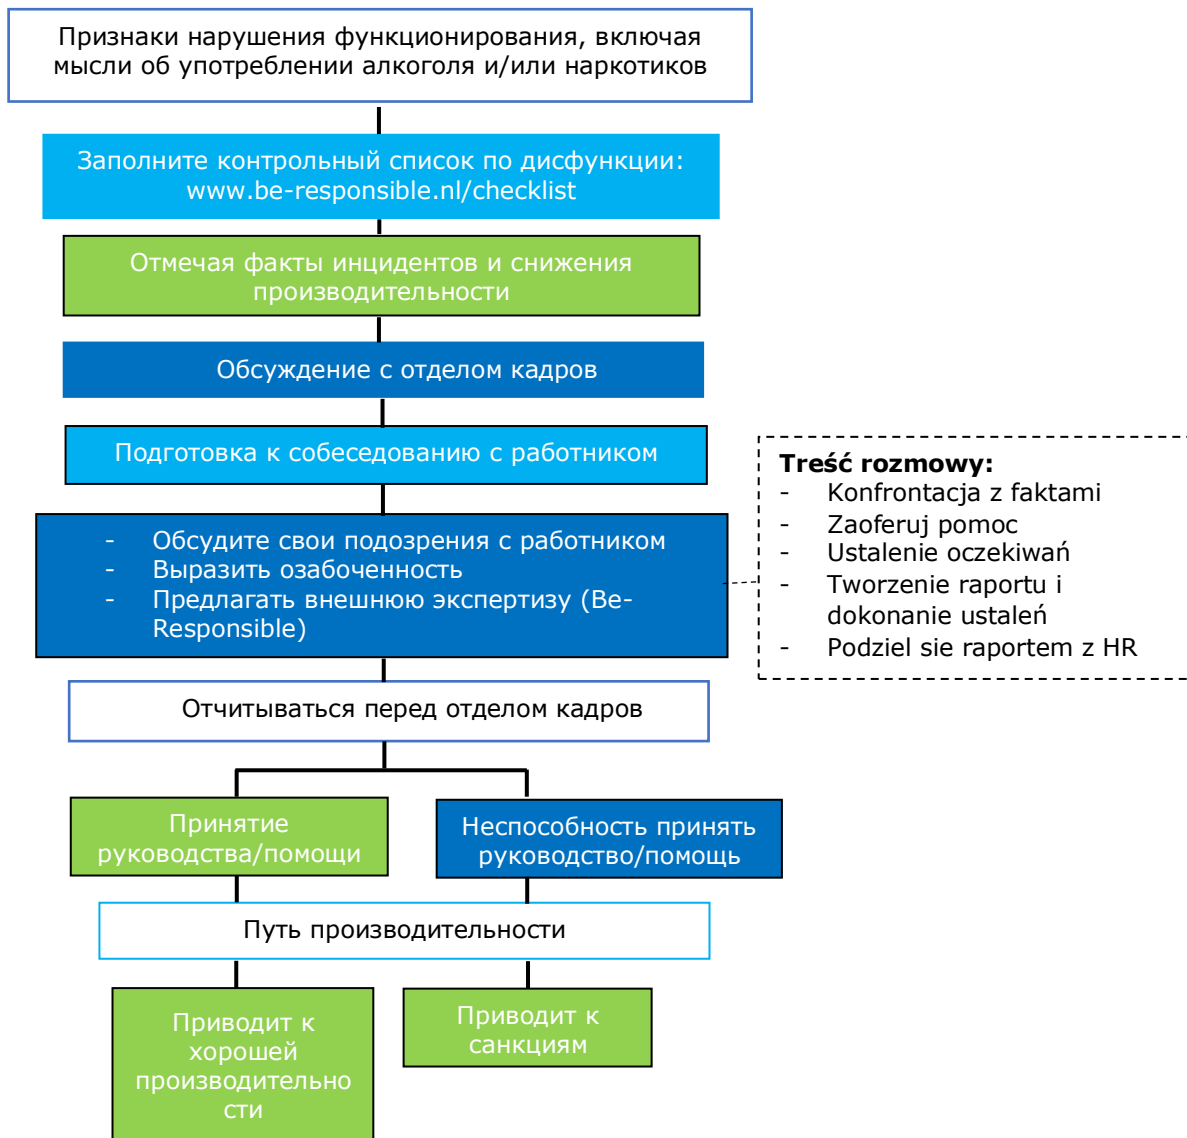 Признаки нарушения функционирования, включая
мысли об употреблении алкоголя и/или наркотиков
Заполните контрольный список по дисфункции:
www.be-responsible.nl/checklist
Отмечая факты инцидентов и снижения
производительности
Обсуждение с отделом кадров
Подготовка к собеседованию с работником
- Обсудите свои подозрения с работником
- Выразить озабоченность
- Предлагать внешнюю экспертизу (Be-
Responsible)
Treść rozmowy:
- Konfrontacja z faktami
- Zaoferuj pomoc
- Ustalenie oczekiwań
- Tworzenie raportu i
dokonanie ustaleń
- Podziel sie raportem z HR
Отчитываться перед отделом кадров
Принятие
руководства/помощи
Неспособность принять
руководство/помощь
Путь производительности
Приводит к
хорошей
производительно
сти
Приводит к
санкциям